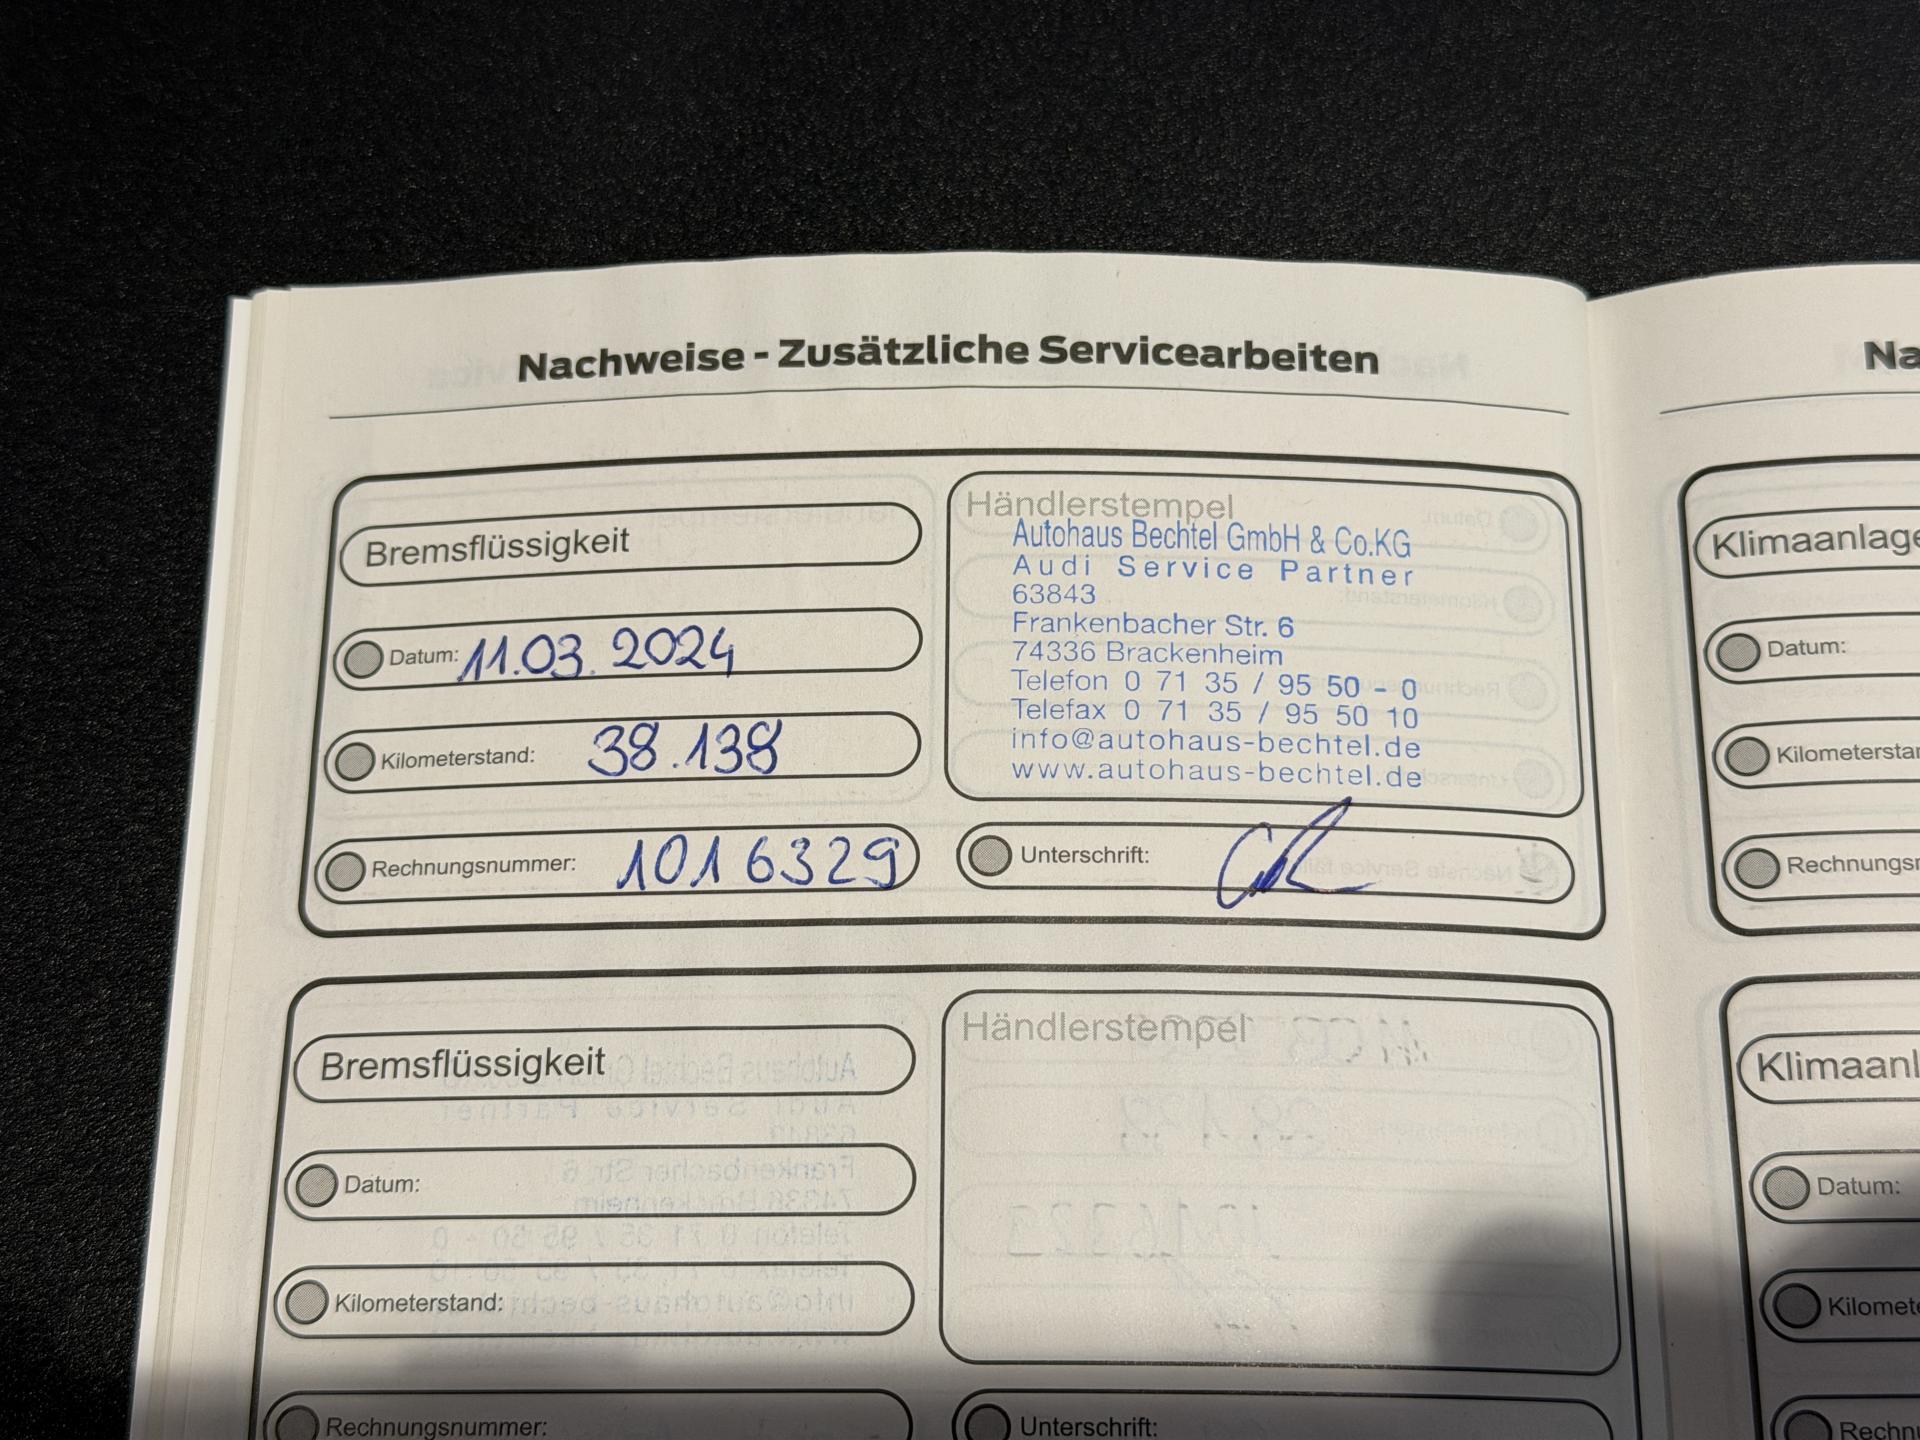 Nachweise - Zusätzliche Servicearbeiten
Bremsflüssigkeit
Datum: 11.03.2024
Kilometerstand: 38.138
Rechnungsnummer: 1016329
Händlerstempel
Autohaus Bechtel GmbH & Co.KG
Audi Service Partner
63843
Frankenbacher Str. 6
74336 Brackenheim
Telefon 0 71 35 / 95 50 - 0
Telefax 0 71 35 / 95 50 10
info@autohaus-bechtel.de
www.autohaus-bechtel.de
Unterschrift:
Bremsflüssigkeit
Datum:
Kilometerstand:
Rechnungsnummer:
Händlerstempel
Unterschrift:
Na
Klimaanlage
Datum:
Kilometerstan
Rechnungsn
Klimaanl
Datum:
Kilomete
Rechnu